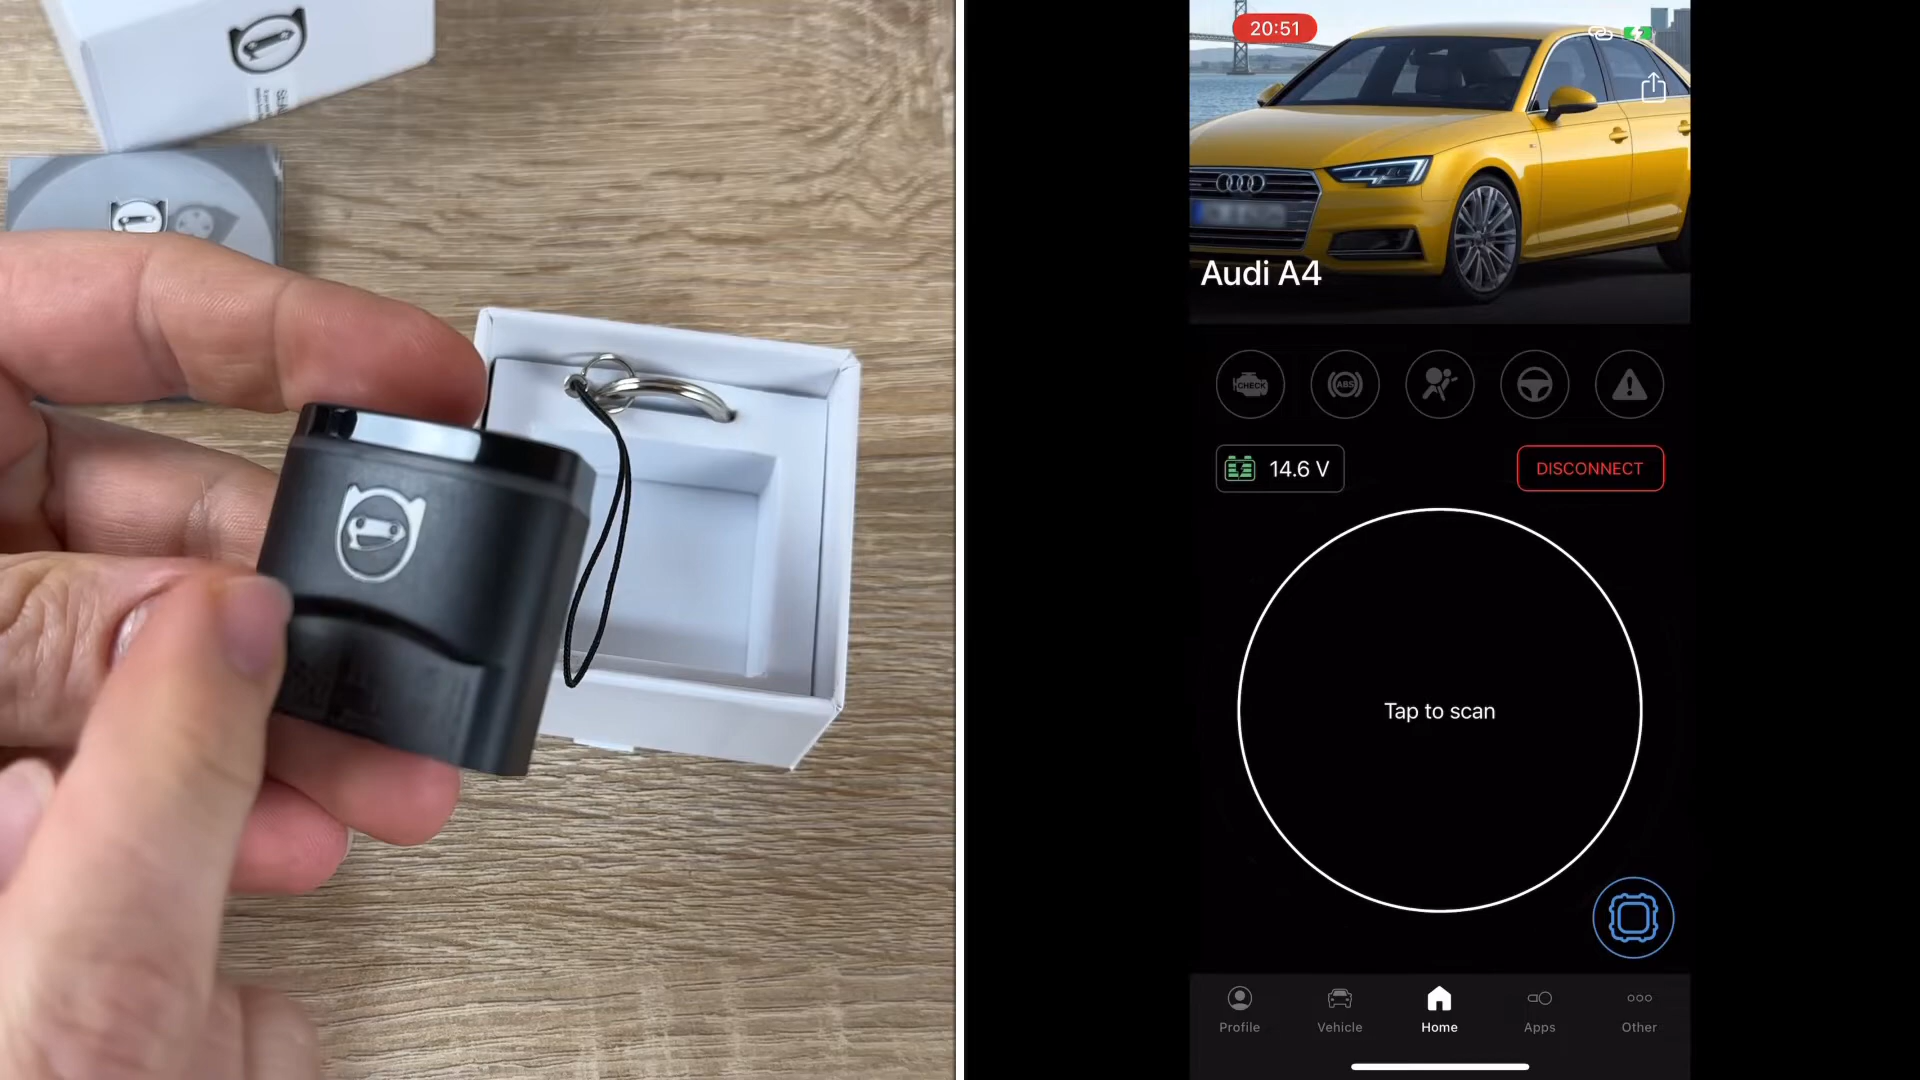 20:51
Audi A4
CHECK
ABS
14.6 V
DISCONNECT
Tap to scan
Profile
Vehicle
Home
Apps
Other